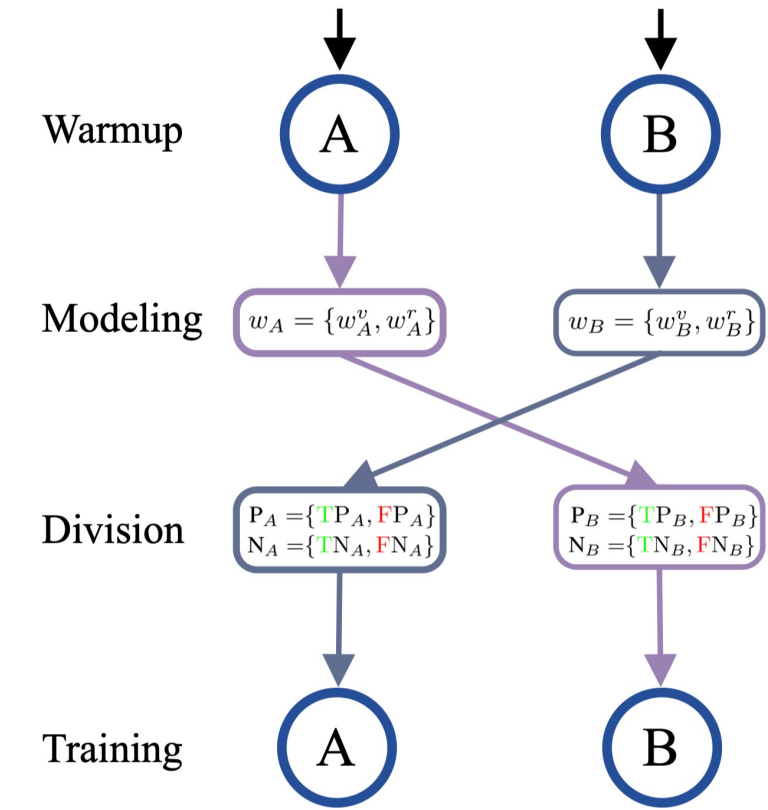 Warmup A B
Modeling w_A = {w_A^v, w_A^r} w_B = {w_B^v, w_B^r}
Division
P_A ={TP_A, FP_A} P_B ={TP_B, FP_B}
N_A ={TN_A, FN_A} N_B ={TN_B, FN_B}
Training A B